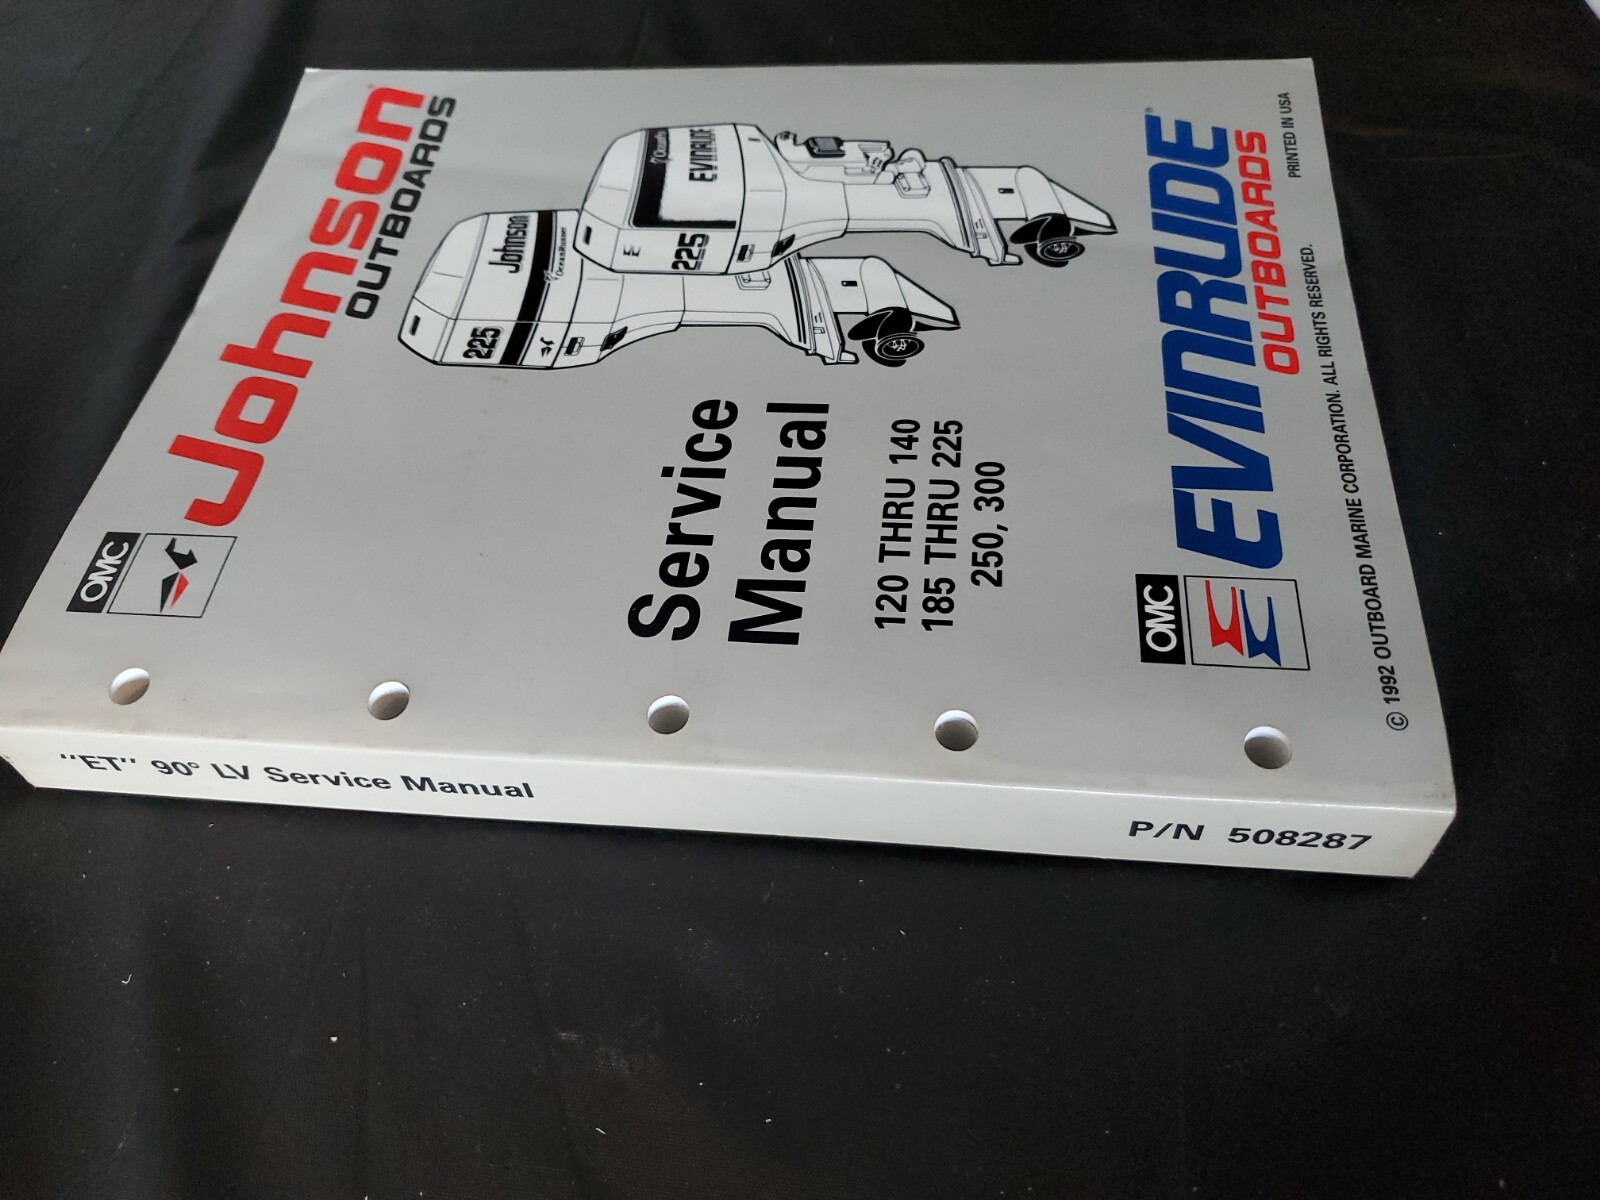 OMC
Johnson
OUTBOARDS
Johnson
OceanRunner
225
EVINRUDE
225
Service
Manual
120 THRU 140
185 THRU 225
250, 300
OMC
EVINRUDE®
OUTBOARDS
© 1992 OUTBOARD MARINE CORPORATION. ALL RIGHTS RESERVED.
PRINTED IN USA
"ET" 90° LV Service Manual
P/N 508287